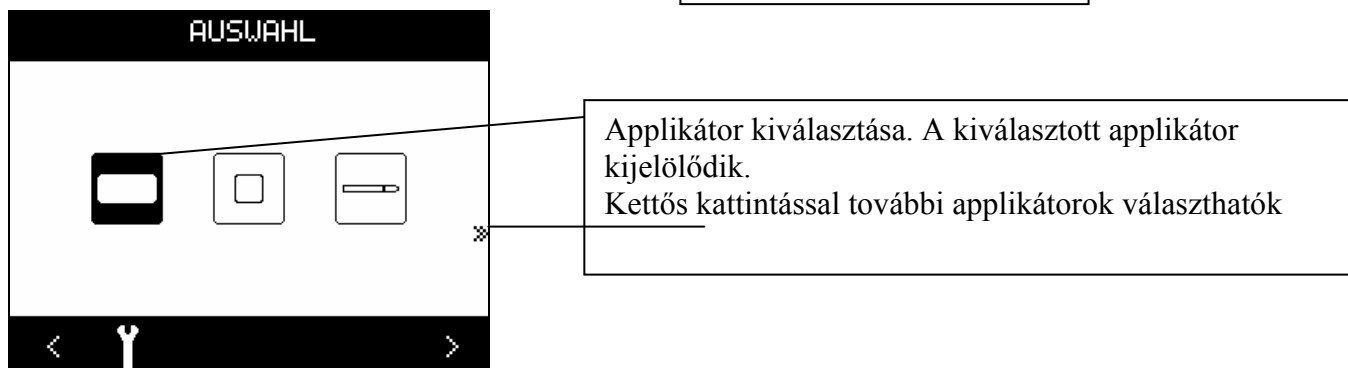 AUSWAHL
Applikátor kiválasztása. A kiválasztott applikátor
kijelölődik.
Kettős kattintással további applikátorok választhatók
»
< >